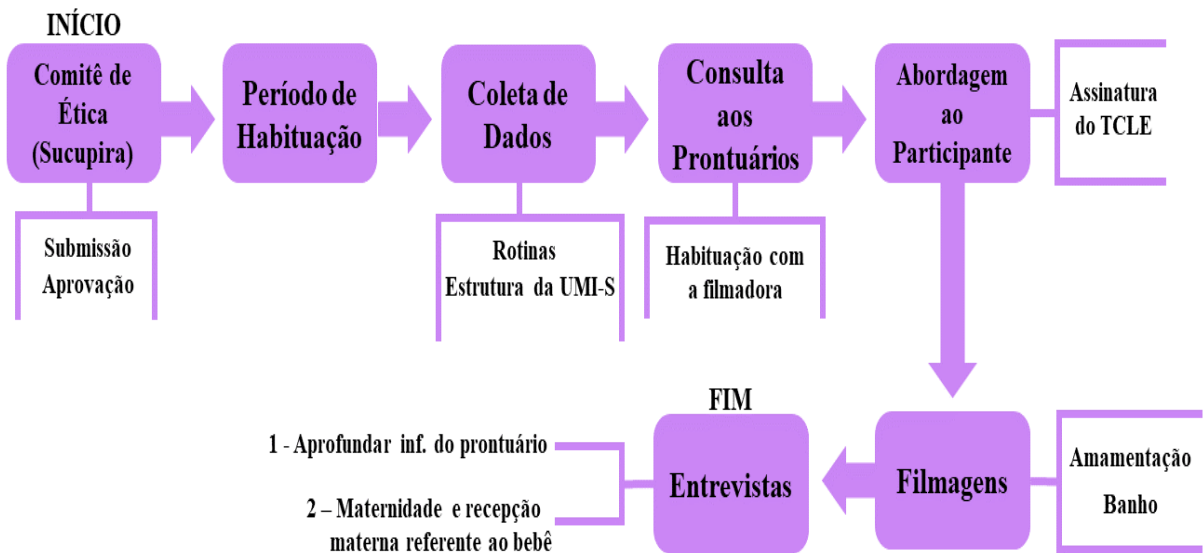 INÍCIO
Comitê de
Ética
(Sucupira)
Submissão
Aprovação
Período de
Habituação
Coleta de
Dados
Rotinas
Estrutura da UMI-S
Consulta
aos
Prontuários
Habituação com
a filmadora
Abordagem
ao
Participante
Assinatura
do TCLE
Filmagens
Amamentação
Banho
FIM
Entrevistas
1 - Aprofundar inf. do prontuário
2 – Maternidade e recepção
materna referente ao bebê